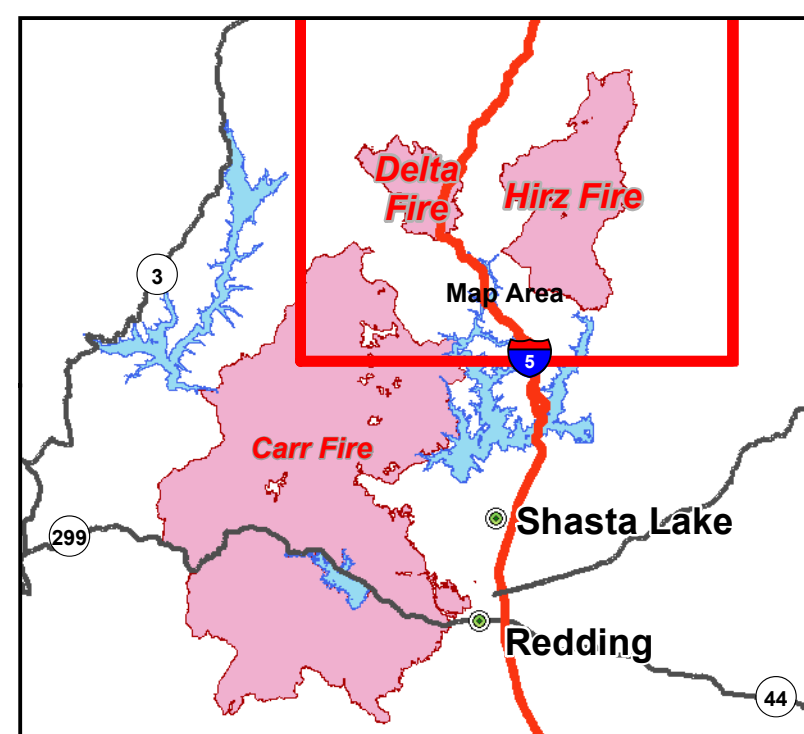 Delta
Fire
Hirz Fire
3
Map Area
5
Carr Fire
Shasta Lake
299
Redding
44